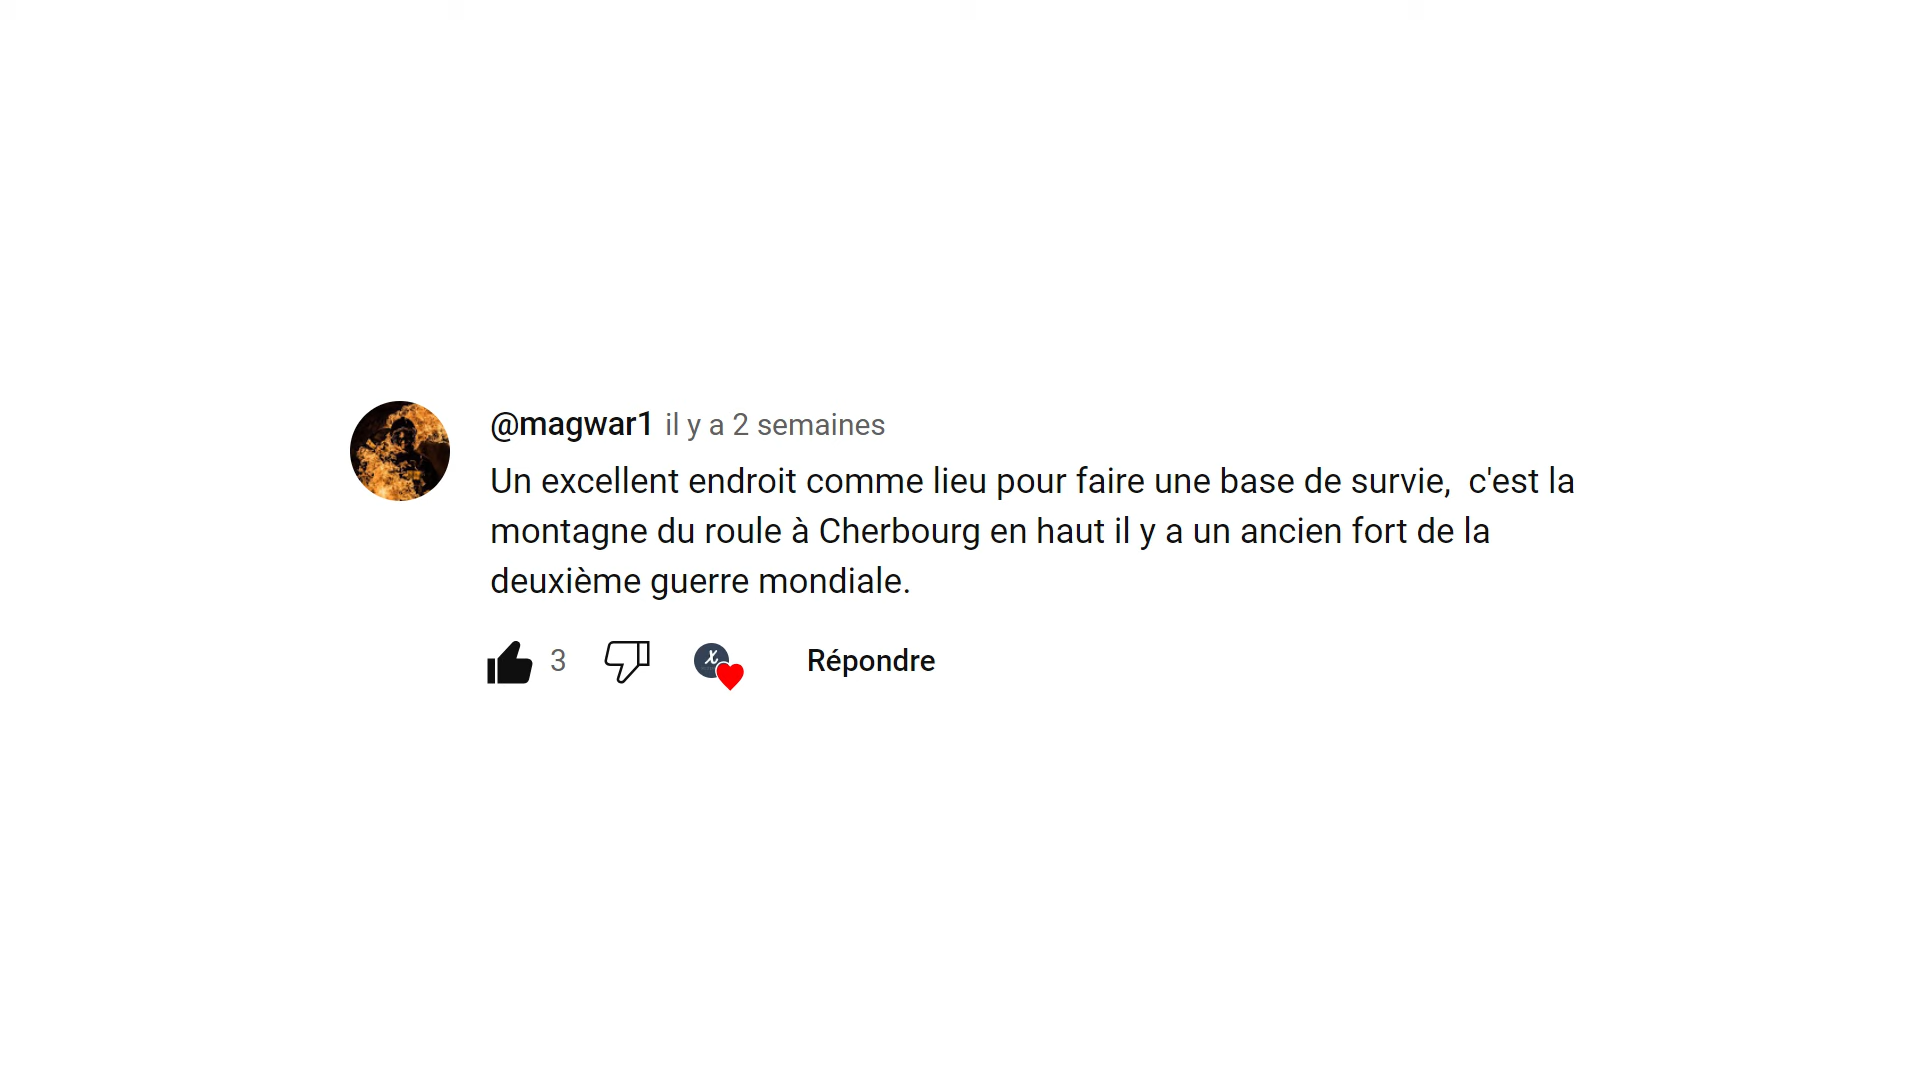 @magwar1 il y a 2 semaines
Un excellent endroit comme lieu pour faire une base de survie,  c'est la
montagne du roule à Cherbourg en haut il y a un ancien fort de la
deuxième guerre mondiale.
3 Répondre